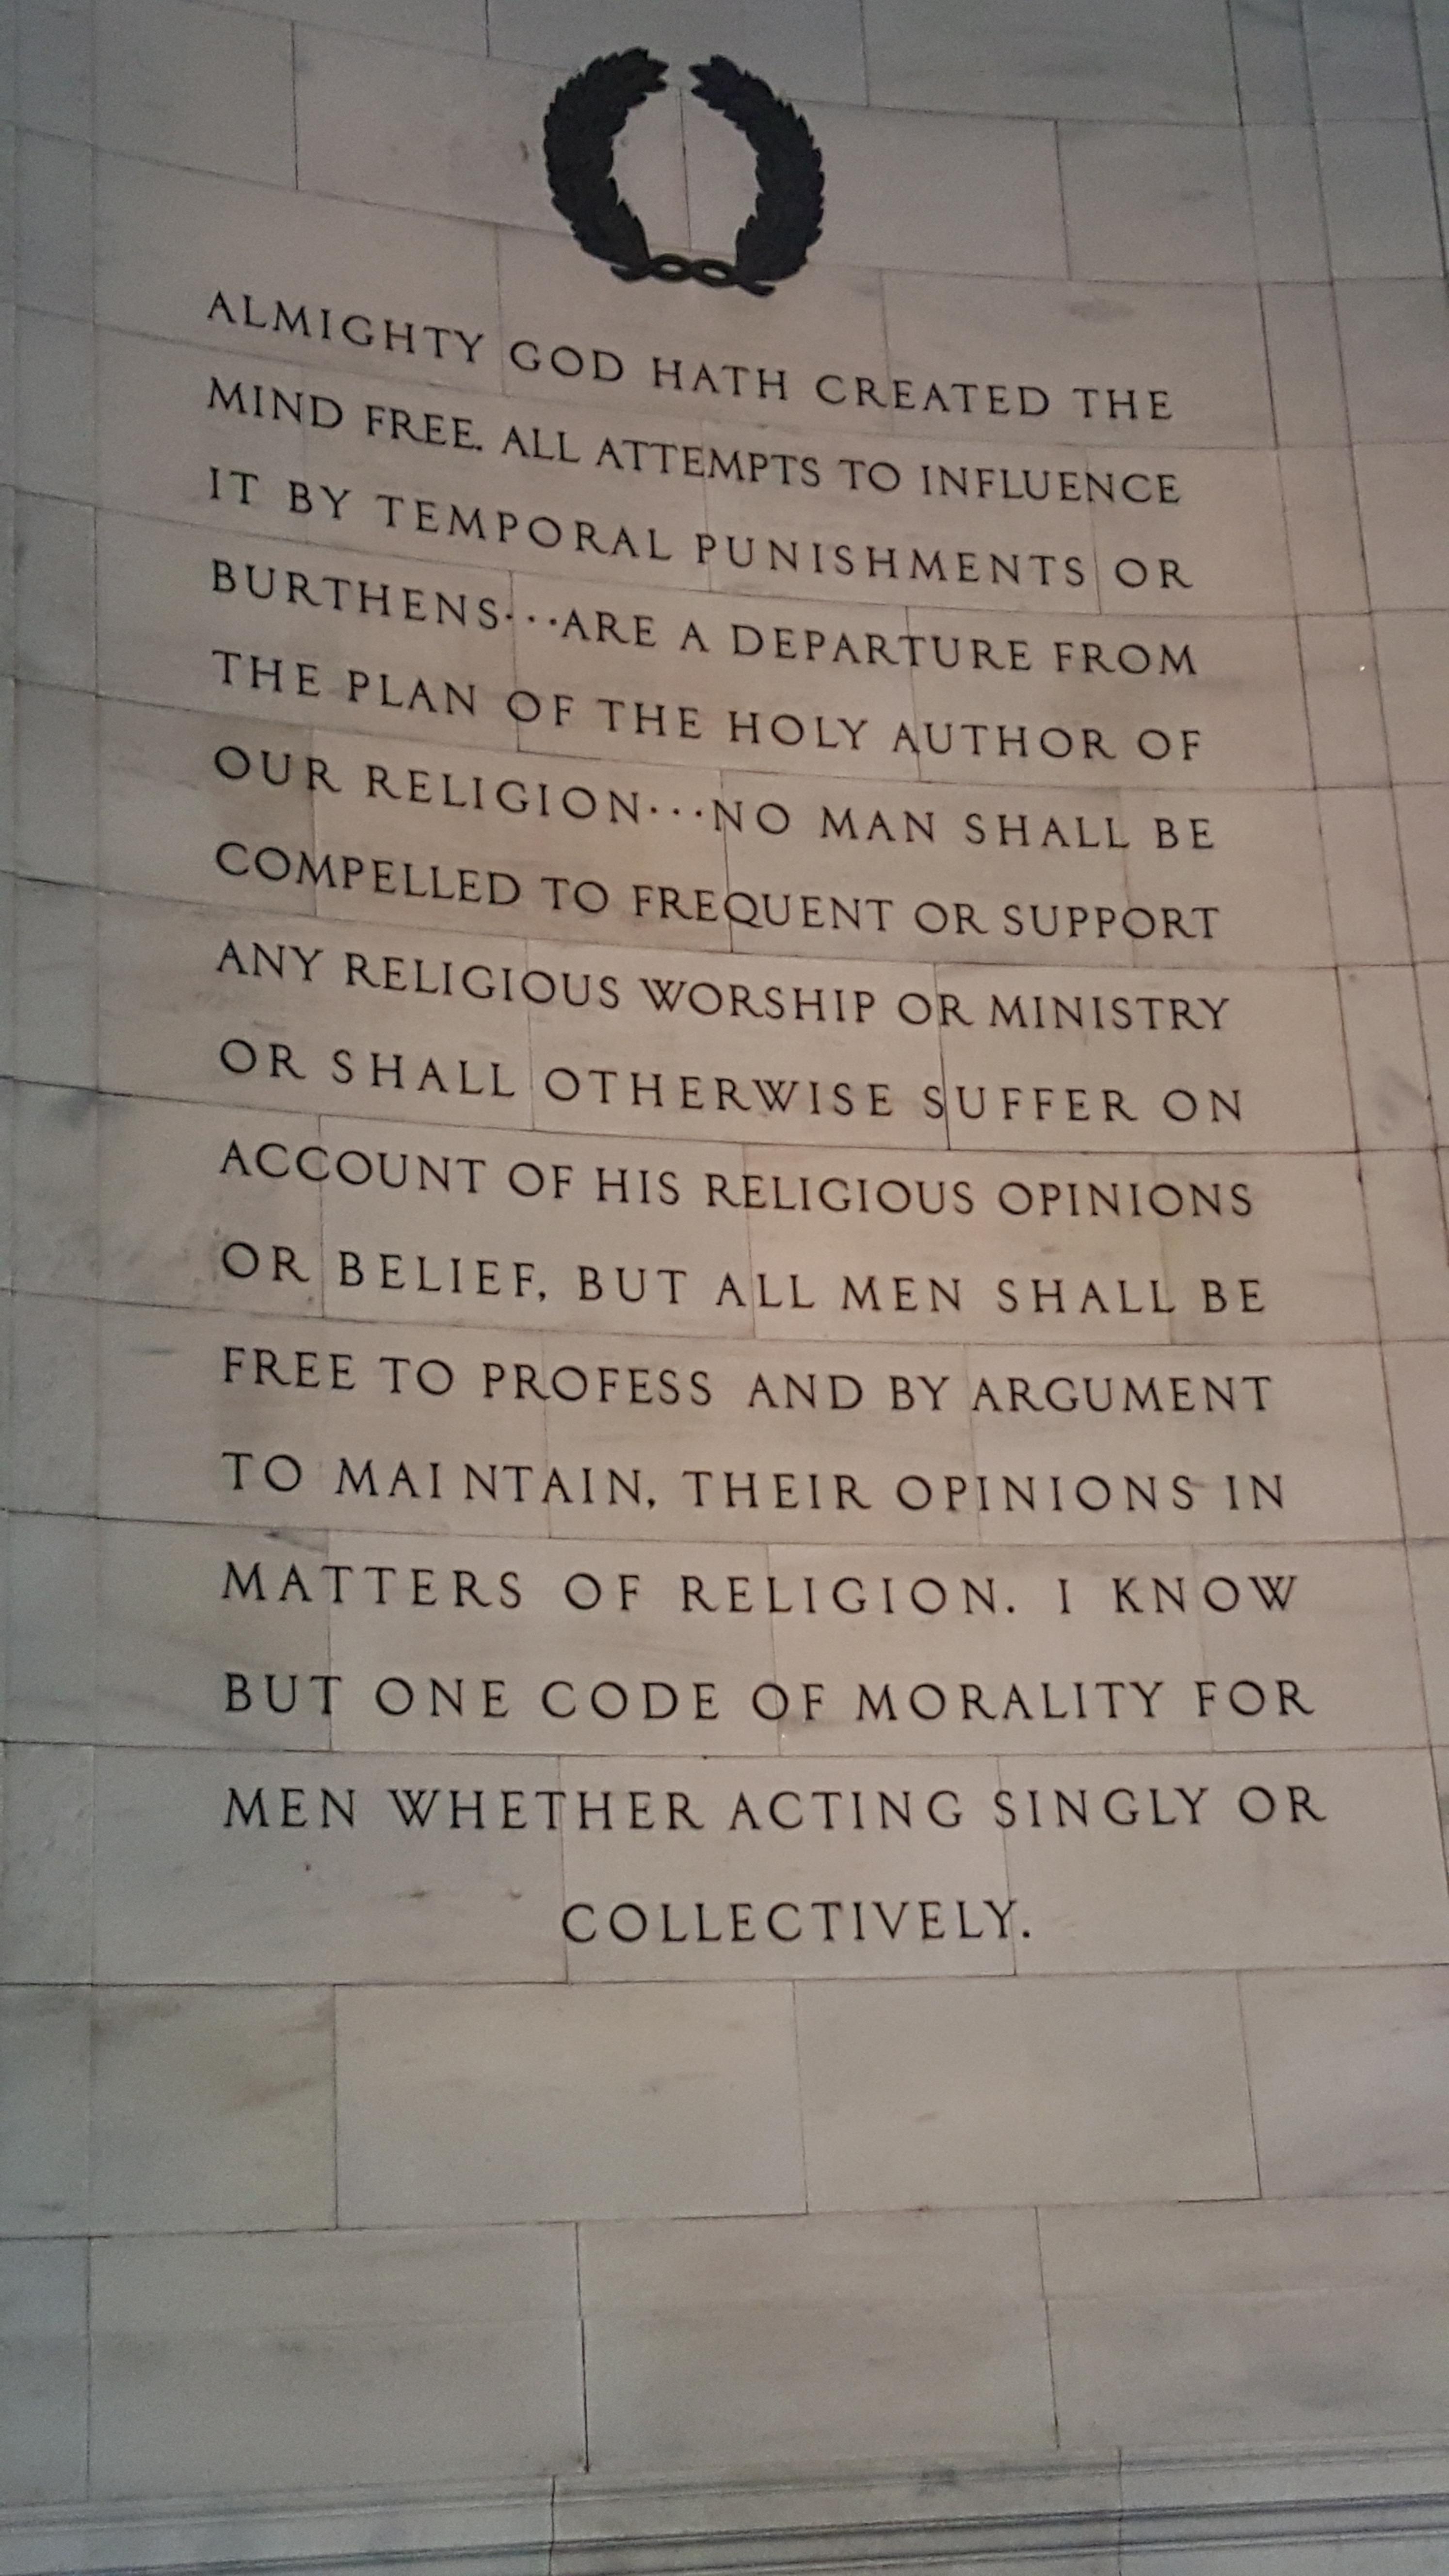 ALMIGHTY GOD HATH CREATED THE
MIND FREE. ALL ATTEMPTS TO INFLUENCE
IT BY TEMPORAL PUNISHMENTS OR
BURTHENS···ARE A DEPARTURE FROM
THE PLAN OF THE HOLY AUTHOR OF
OUR RELIGION···NO MAN SHALL BE
COMPELLED TO FREQUENT OR SUPPORT
ANY RELIGIOUS WORSHIP OR MINISTRY
OR SHALL OTHERWISE SUFFER ON
ACCOUNT OF HIS RELIGIOUS OPINIONS
OR BELIEF, BUT ALL MEN SHALL BE
FREE TO PROFESS AND BY ARGUMENT
TO MAINTAIN, THEIR OPINIONS IN
MATTERS OF RELIGION. I KNOW
BUT ONE CODE OF MORALITY FOR
MEN WHETHER ACTING SINGLY OR
COLLECTIVELY.